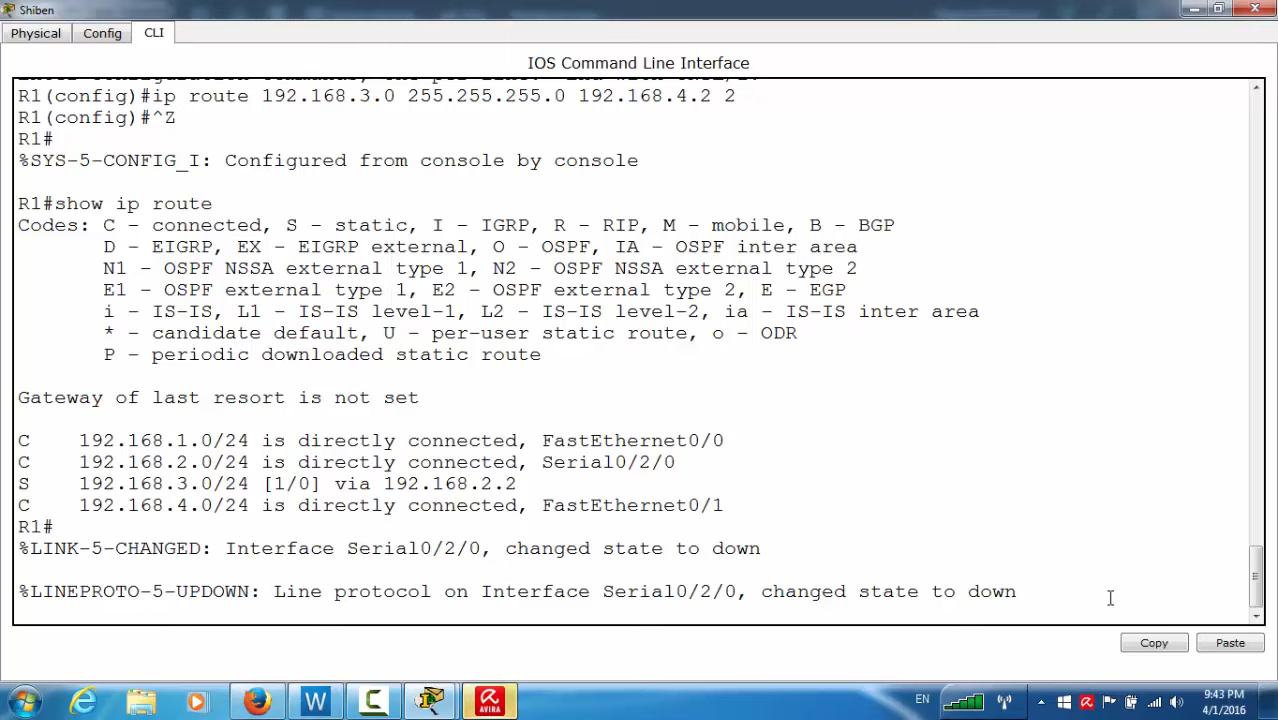 Shiben
Physical
Config
CLI
IOS Command Line Interface
R1(config)#ip route 192.168.3.0 255.255.255.0 192.168.4.2 2
R1(config)#^Z
R1#
%SYS-5-CONFIG_I: Configured from console by console
R1#show ip route
Codes: C - connected, S - static, I - IGRP, R - RIP, M - mobile, B - BGP
D - EIGRP, EX - EIGRP external, O - OSPF, IA - OSPF inter area
N1 - OSPF NSSA external type 1, N2 - OSPF NSSA external type 2
E1 - OSPF external type 1, E2 - OSPF external type 2, E - EGP
i - IS-IS, L1 - IS-IS level-1, L2 - IS-IS level-2, ia - IS-IS inter area
* - candidate default, U - per-user static route, o - ODR
P - periodic downloaded static route
Gateway of last resort is not set
C 192.168.1.0/24 is directly connected, FastEthernet0/0
C 192.168.2.0/24 is directly connected, Serial0/2/0
S 192.168.3.0/24 [1/0] via 192.168.2.2
C 192.168.4.0/24 is directly connected, FastEthernet0/1
R1#
%LINK-5-CHANGED: Interface Serial0/2/0, changed state to down
%LINEPROTO-5-UPDOWN: Line protocol on Interface Serial0/2/0, changed state to down
Copy
Paste
W
AVIRA
EN
9:43 PM
4/1/2016